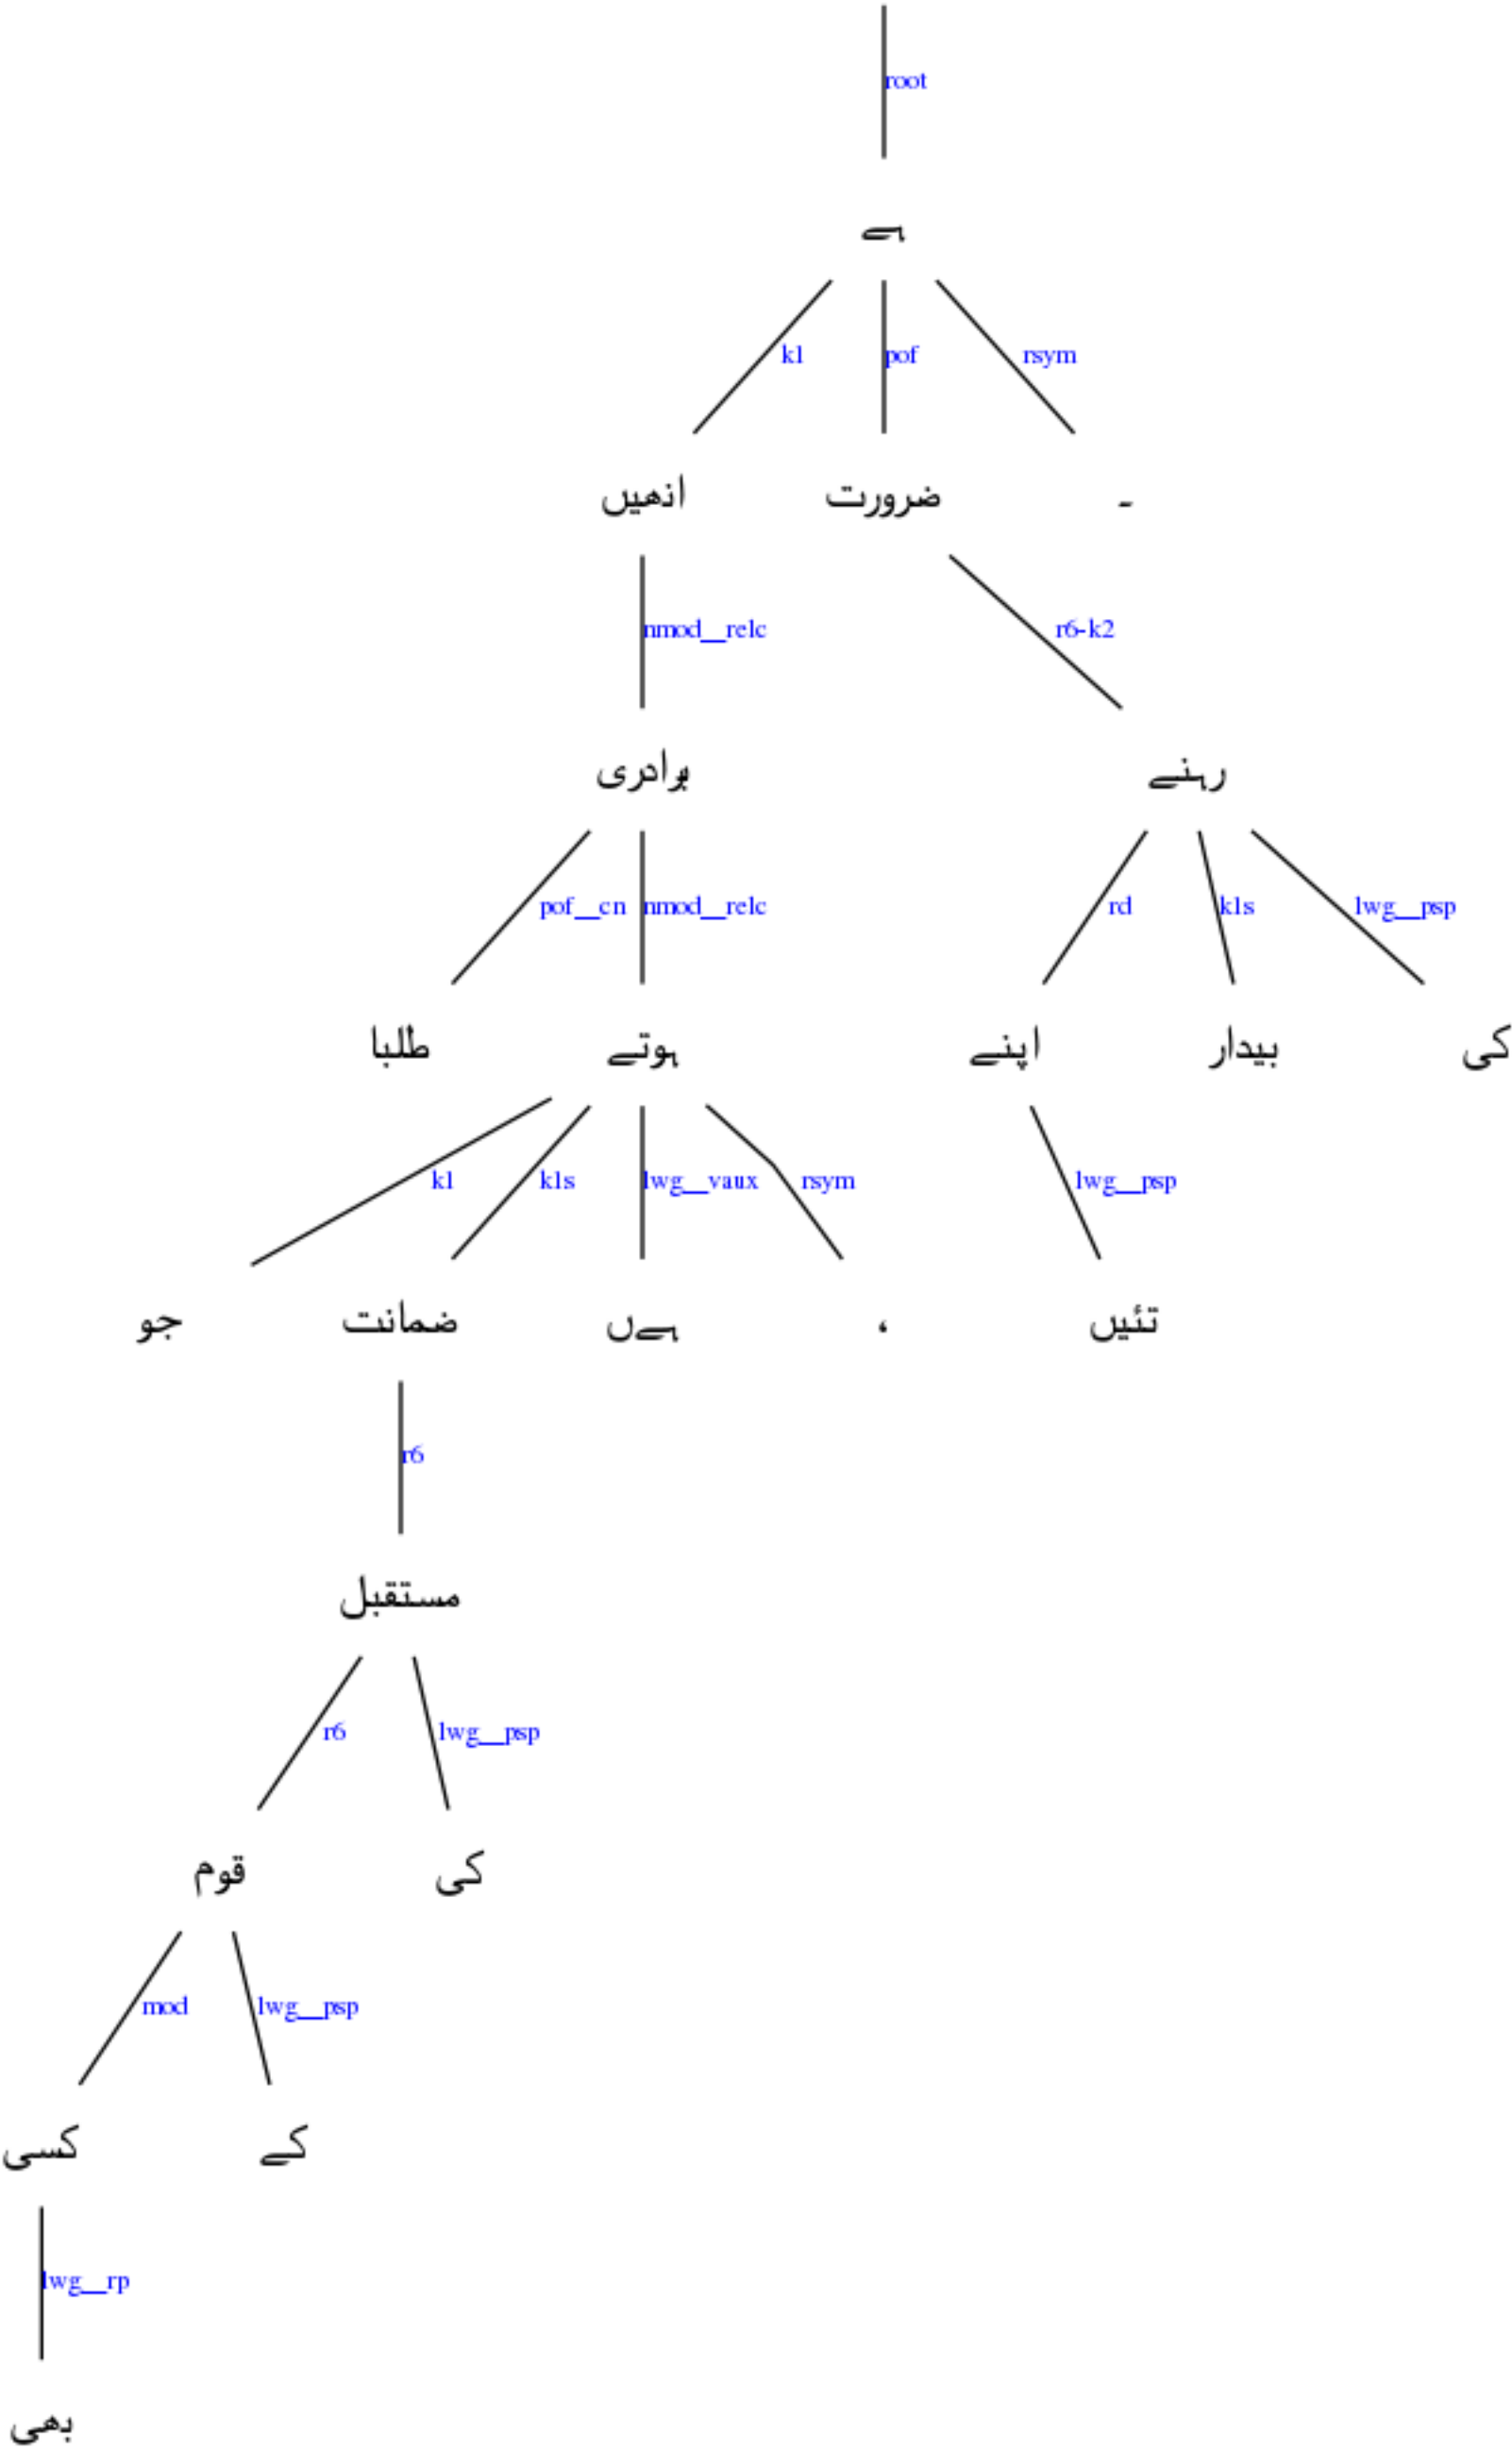 root
ہے
k1 pof rsym
انھیں ضرورت ۔
nmod__relc r6-k2
برادری رہنے
pof__cn nmod__relc rd k1s lwg__psp
طلبا ہوتے اپنے بیدار کی
k1 k1s lwg__vaux rsym lwg__psp
جو ضمانت ہےں ، تئیں
r6
مستقبل
r6 lwg__psp
قوم کی
mod lwg__psp
کسی کے
lwg__rp
بھی